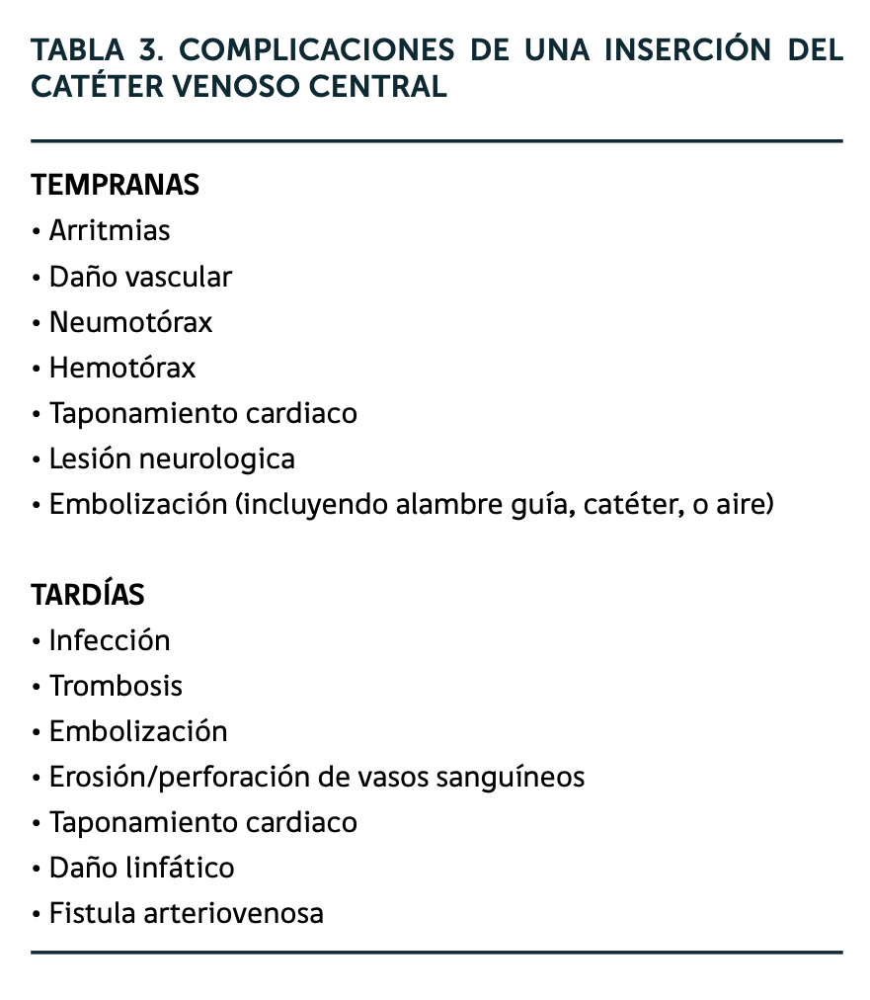 TABLA 3. COMPLICACIONES DE UNA INSERCIÓN DEL
CATÉTER VENOSO CENTRAL
TEMPRANAS
• Arritmias
• Daño vascular
• Neumotórax
• Hemotórax
• Taponamiento cardiaco
• Lesión neurologica
• Embolización (incluyendo alambre guía, catéter, o aire)
TARDÍAS
• Infección
• Trombosis
• Embolización
• Erosión/perforación de vasos sanguíneos
• Taponamiento cardiaco
• Daño linfático
• Fistula arteriovenosa